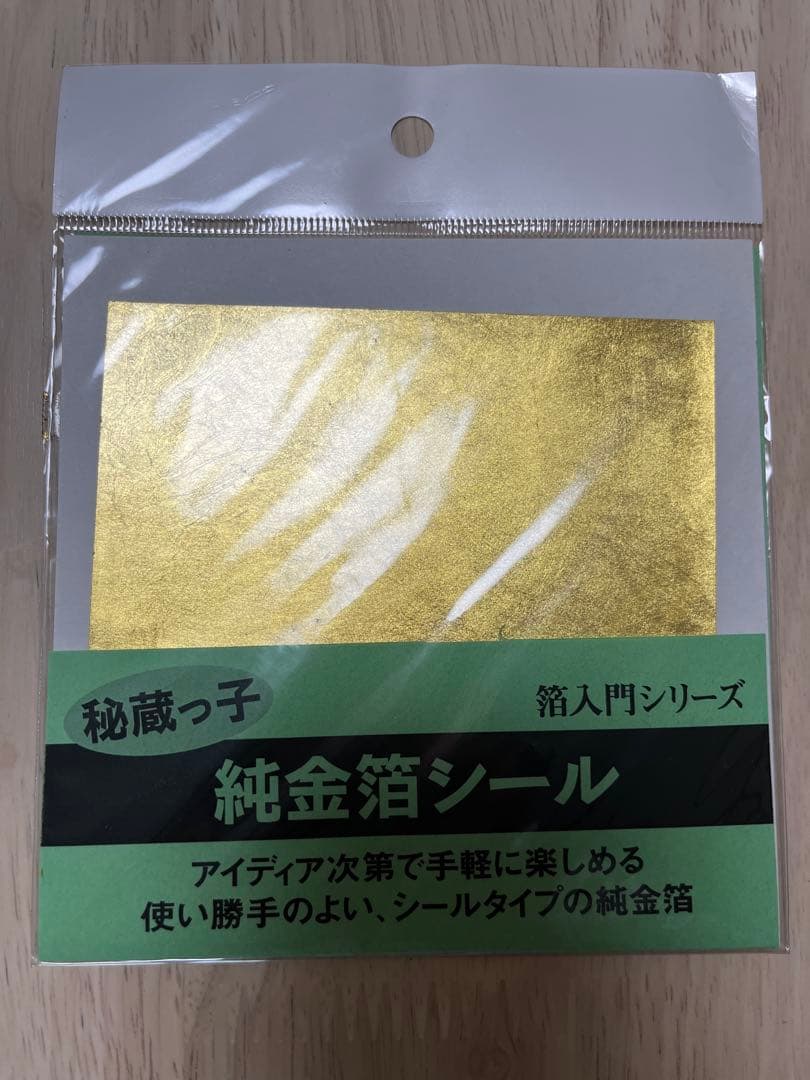 秘蔵っ子
箔入門シリーズ
純金箔シール
アイディア次第で手軽に楽しめる
使い勝手のよい、シールタイプの純金箔